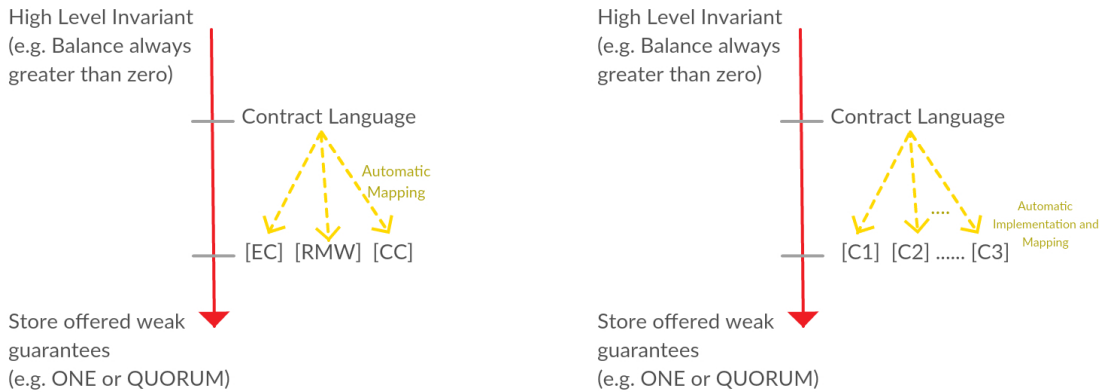 High Level Invariant
(e.g. Balance always
greater than zero)
Contract Language
Automatic
Mapping
[EC] [RMW] [CC]
Store offered weak
guarantees
(e.g. ONE or QUORUM)
High Level Invariant
(e.g. Balance always
greater than zero)
Contract Language
....
Automatic
Implementation and
Mapping
[C1] [C2] ...... [C3]
Store offered weak
guarantees
(e.g. ONE or QUORUM)